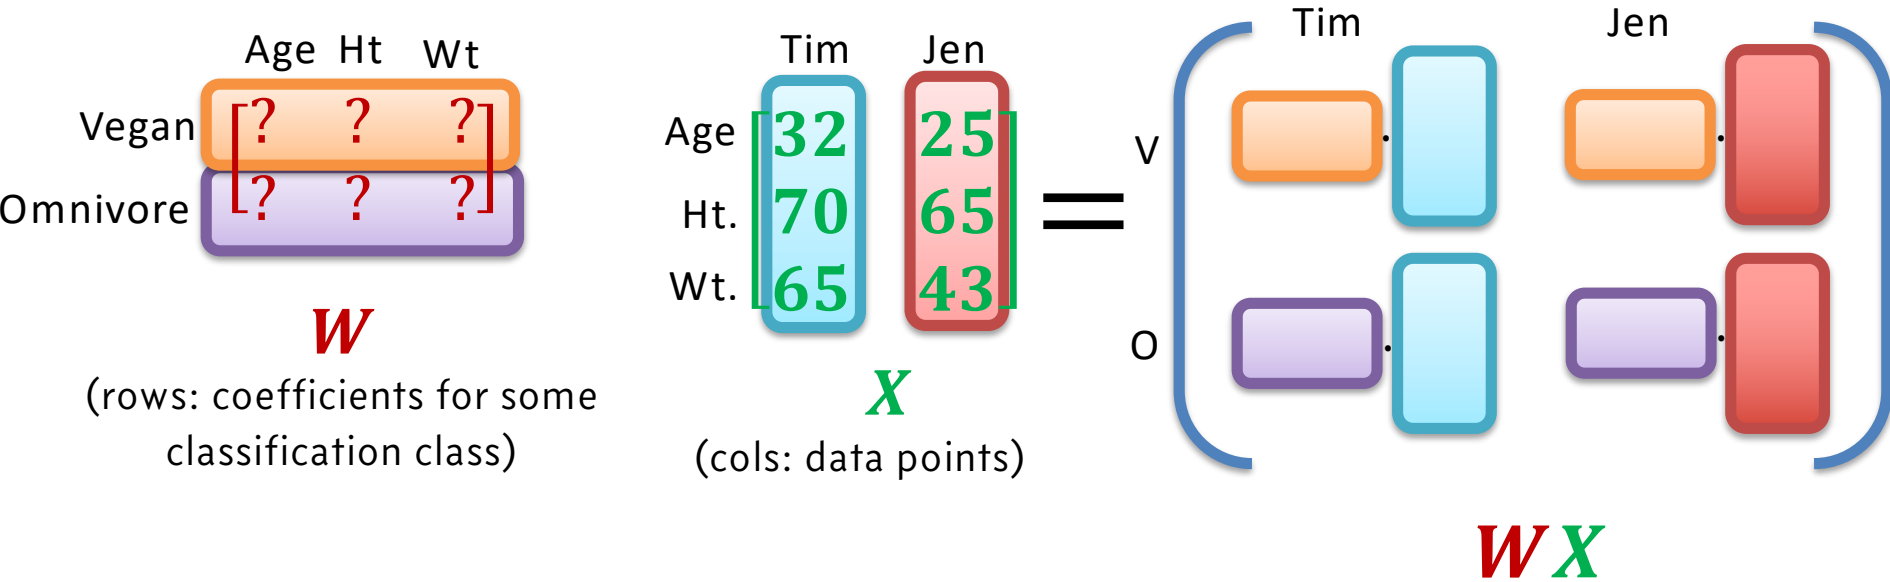 Age Ht Wt
Vegan [? ? ?]
Omnivore [? ? ?]
W
(rows: coefficients for some
classification class)
Tim Jen
Age [32 25]
Ht. 70 65
Wt. [65 43]
X
(cols: data points)
=
Tim Jen
V · ·
O · ·
WX